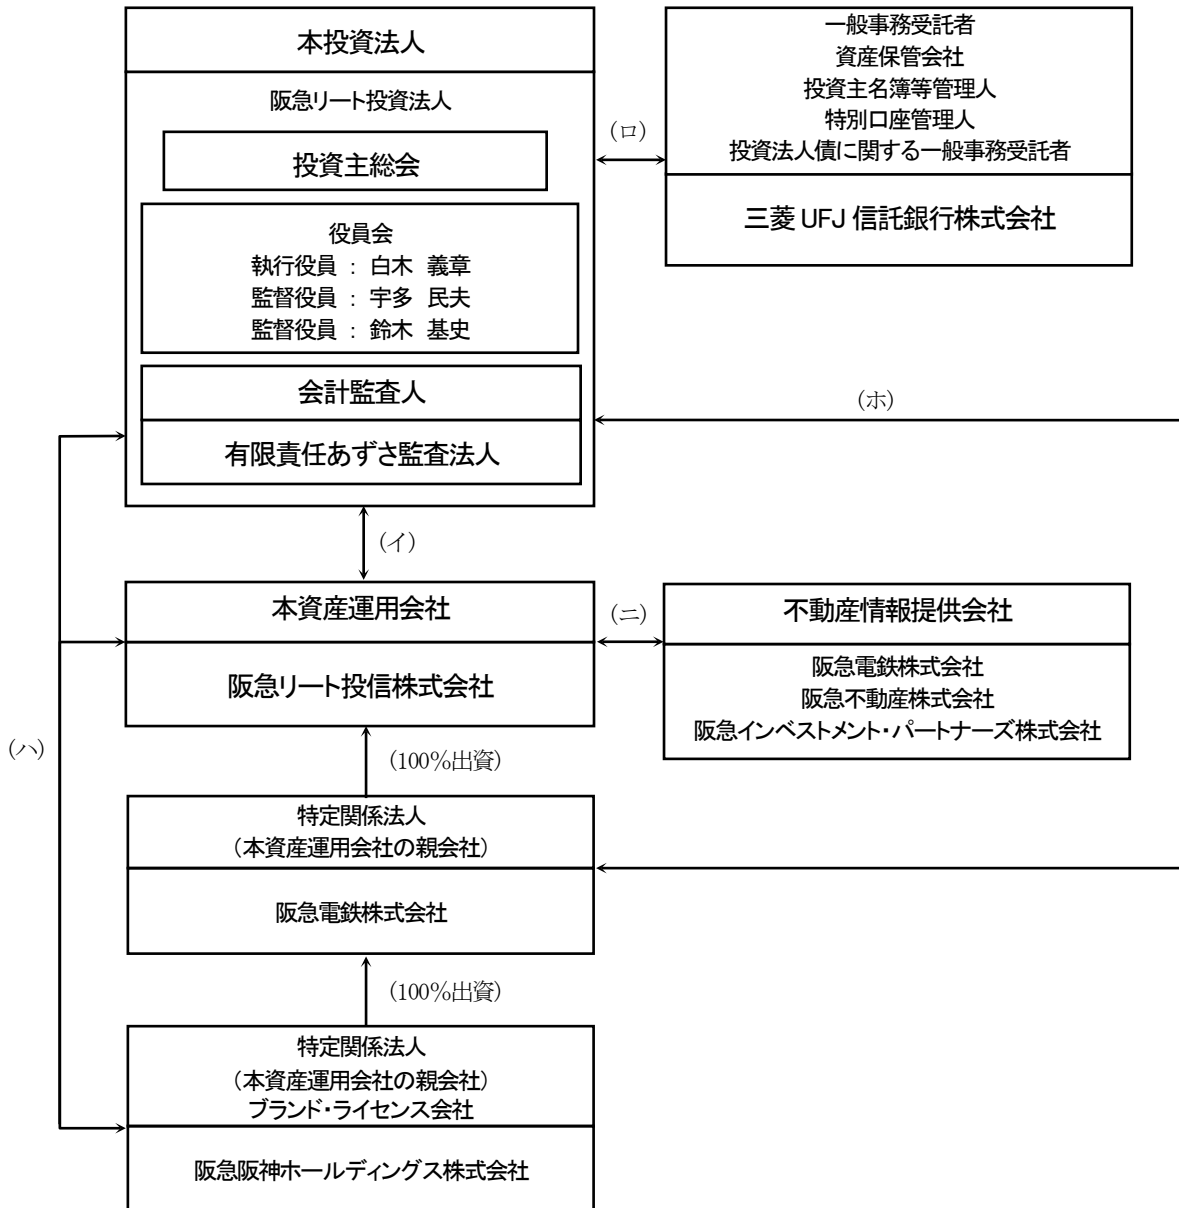 本投資法人
阪急リート投資法人
投資主総会
役員会
執行役員 : 白木 義章
監督役員 : 宇多 民夫
監督役員 : 鈴木 基史
会計監査人
有限責任あずさ監査法人
(ロ)
一般事務受託者
資産保管会社
投資主名簿等管理人
特別口座管理人
投資法人債に関する一般事務受託者
三菱 UFJ 信託銀行株式会社
(ホ)
(イ)
本資産運用会社
阪急リート投信株式会社
(ニ)
不動産情報提供会社
阪急電鉄株式会社
阪急不動産株式会社
阪急インベストメント・パートナーズ株式会社
(ハ)
(100%出資)
特定関係法人
(本資産運用会社の親会社)
阪急電鉄株式会社
(100%出資)
特定関係法人
(本資産運用会社の親会社)
ブランド・ライセンス会社
阪急阪神ホールディングス株式会社